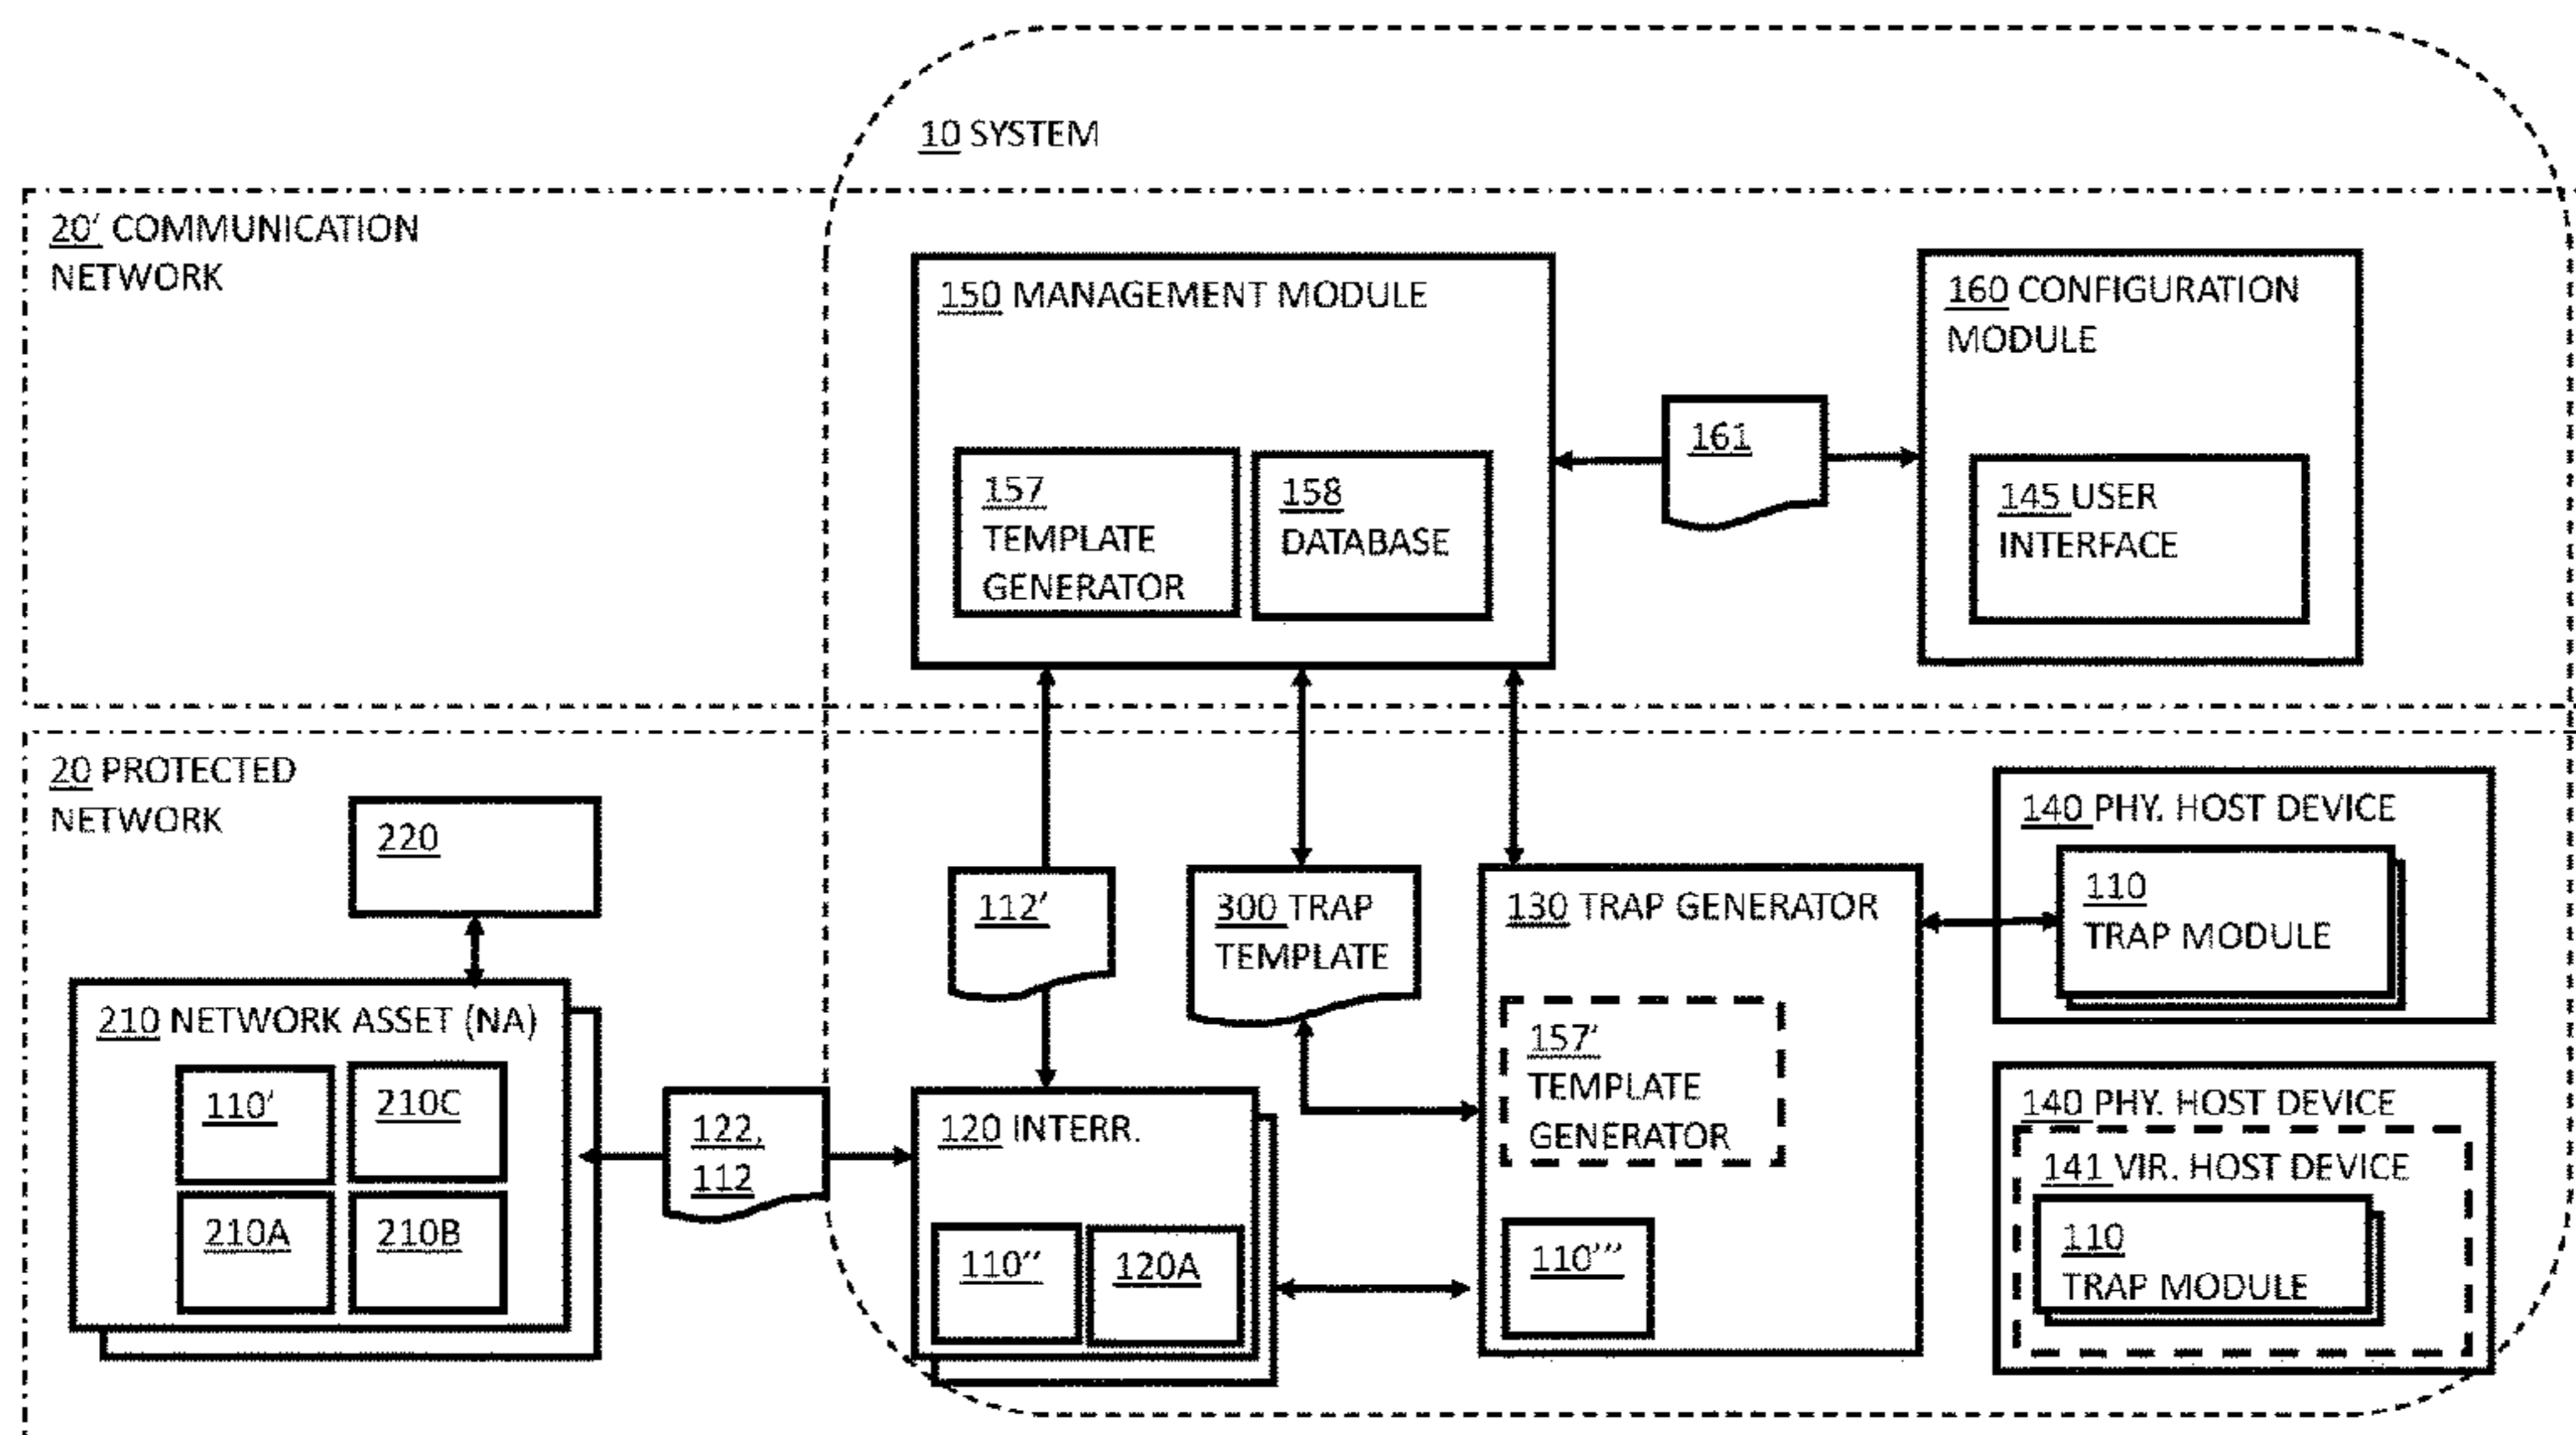 10 SYSTEM
20' COMMUNICATION
NETWORK
150 MANAGEMENT MODULE
157
TEMPLATE
GENERATOR
158
DATABASE
161
160 CONFIGURATION
MODULE
145 USER
INTERFACE
20 PROTECTED
NETWORK
220
210 NETWORK ASSET (NA)
110'
210C
210A
210B
122,
112
112'
300 TRAP
TEMPLATE
120 INTERR.
110''
120A
130 TRAP GENERATOR
157'
TEMPLATE
GENERATOR
110'''
140 PHY. HOST DEVICE
110
TRAP MODULE
140 PHY. HOST DEVICE
141 VIR. HOST DEVICE
110
TRAP MODULE